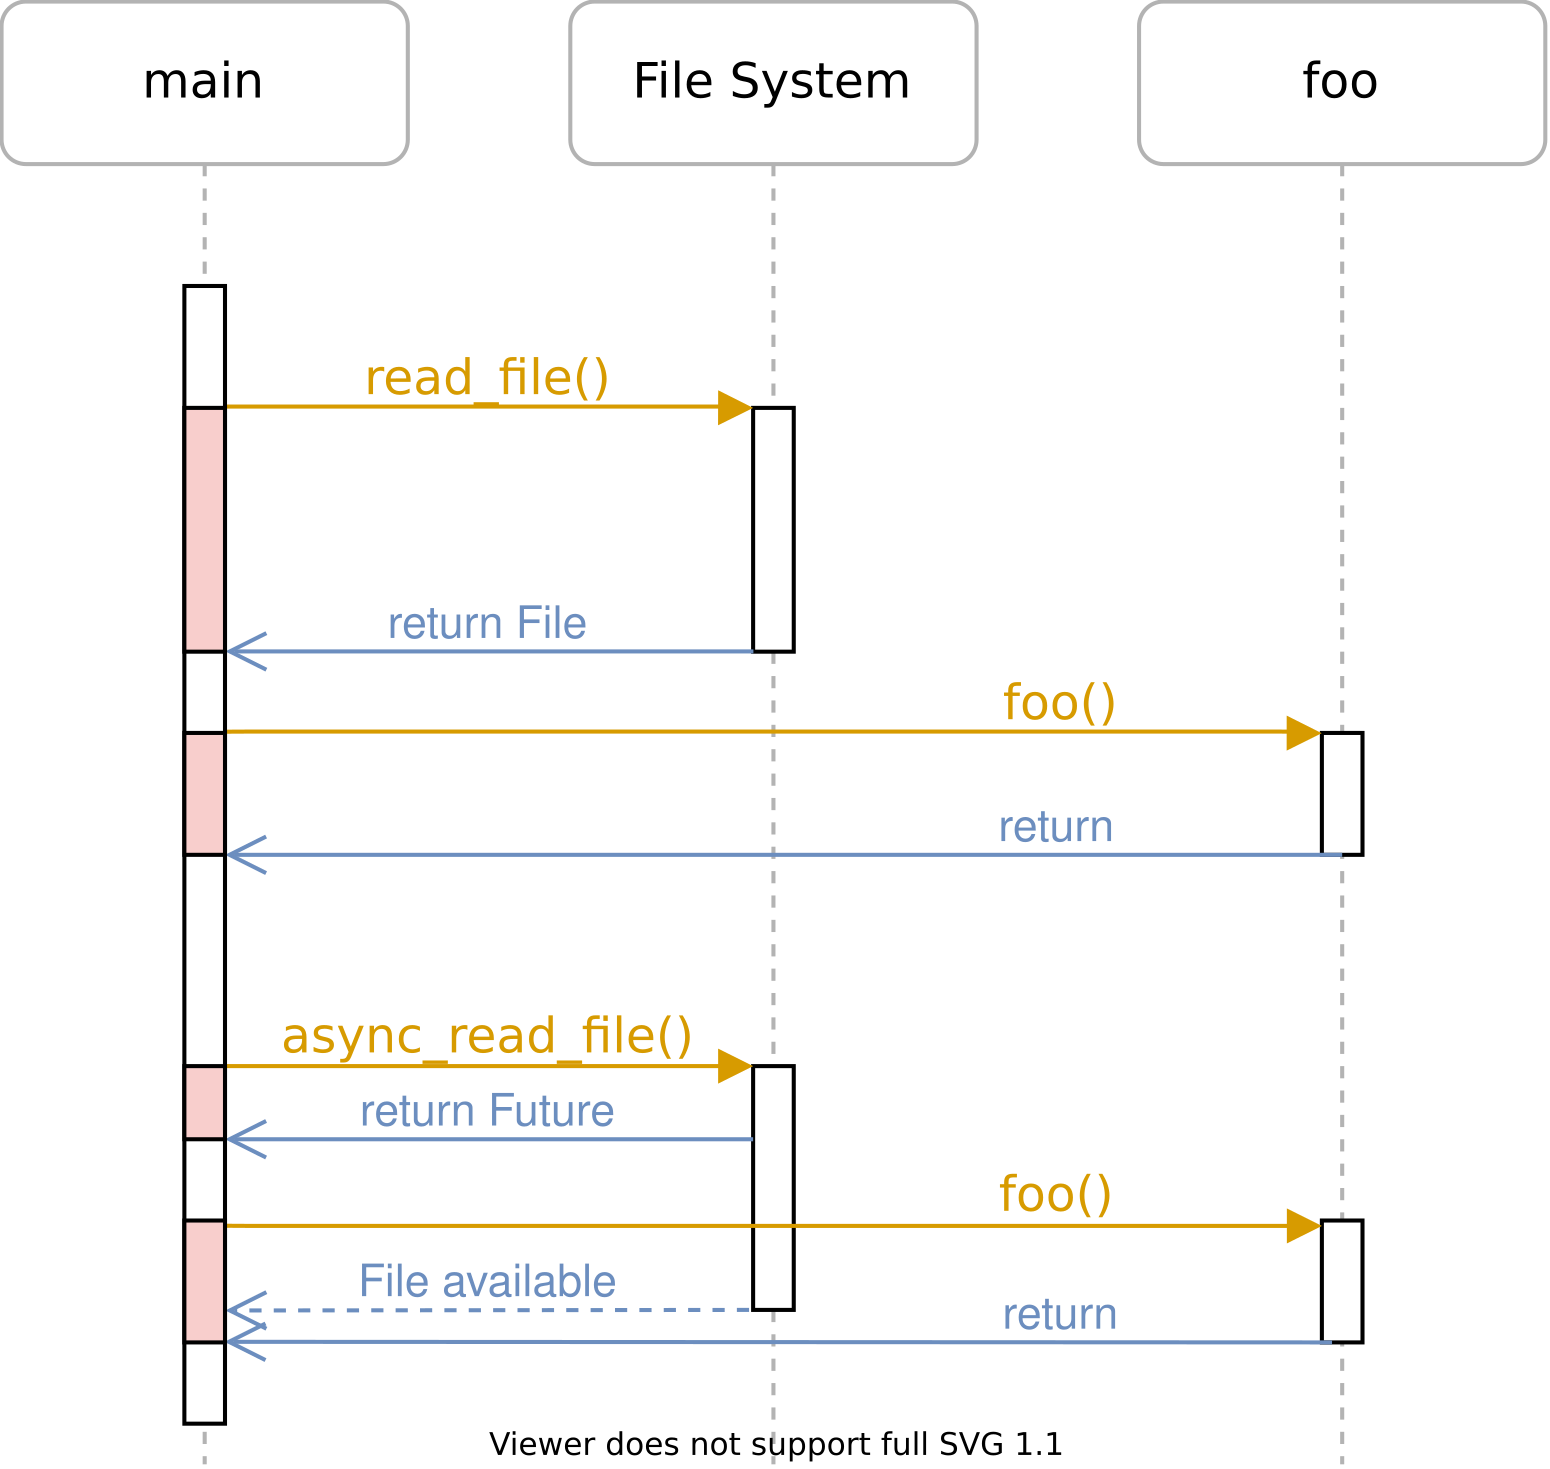 main
File System
foo
read_file()
return File
foo()
return
async_read_file()
return Future
foo()
File available
return
Viewer does not support full SVG 1.1